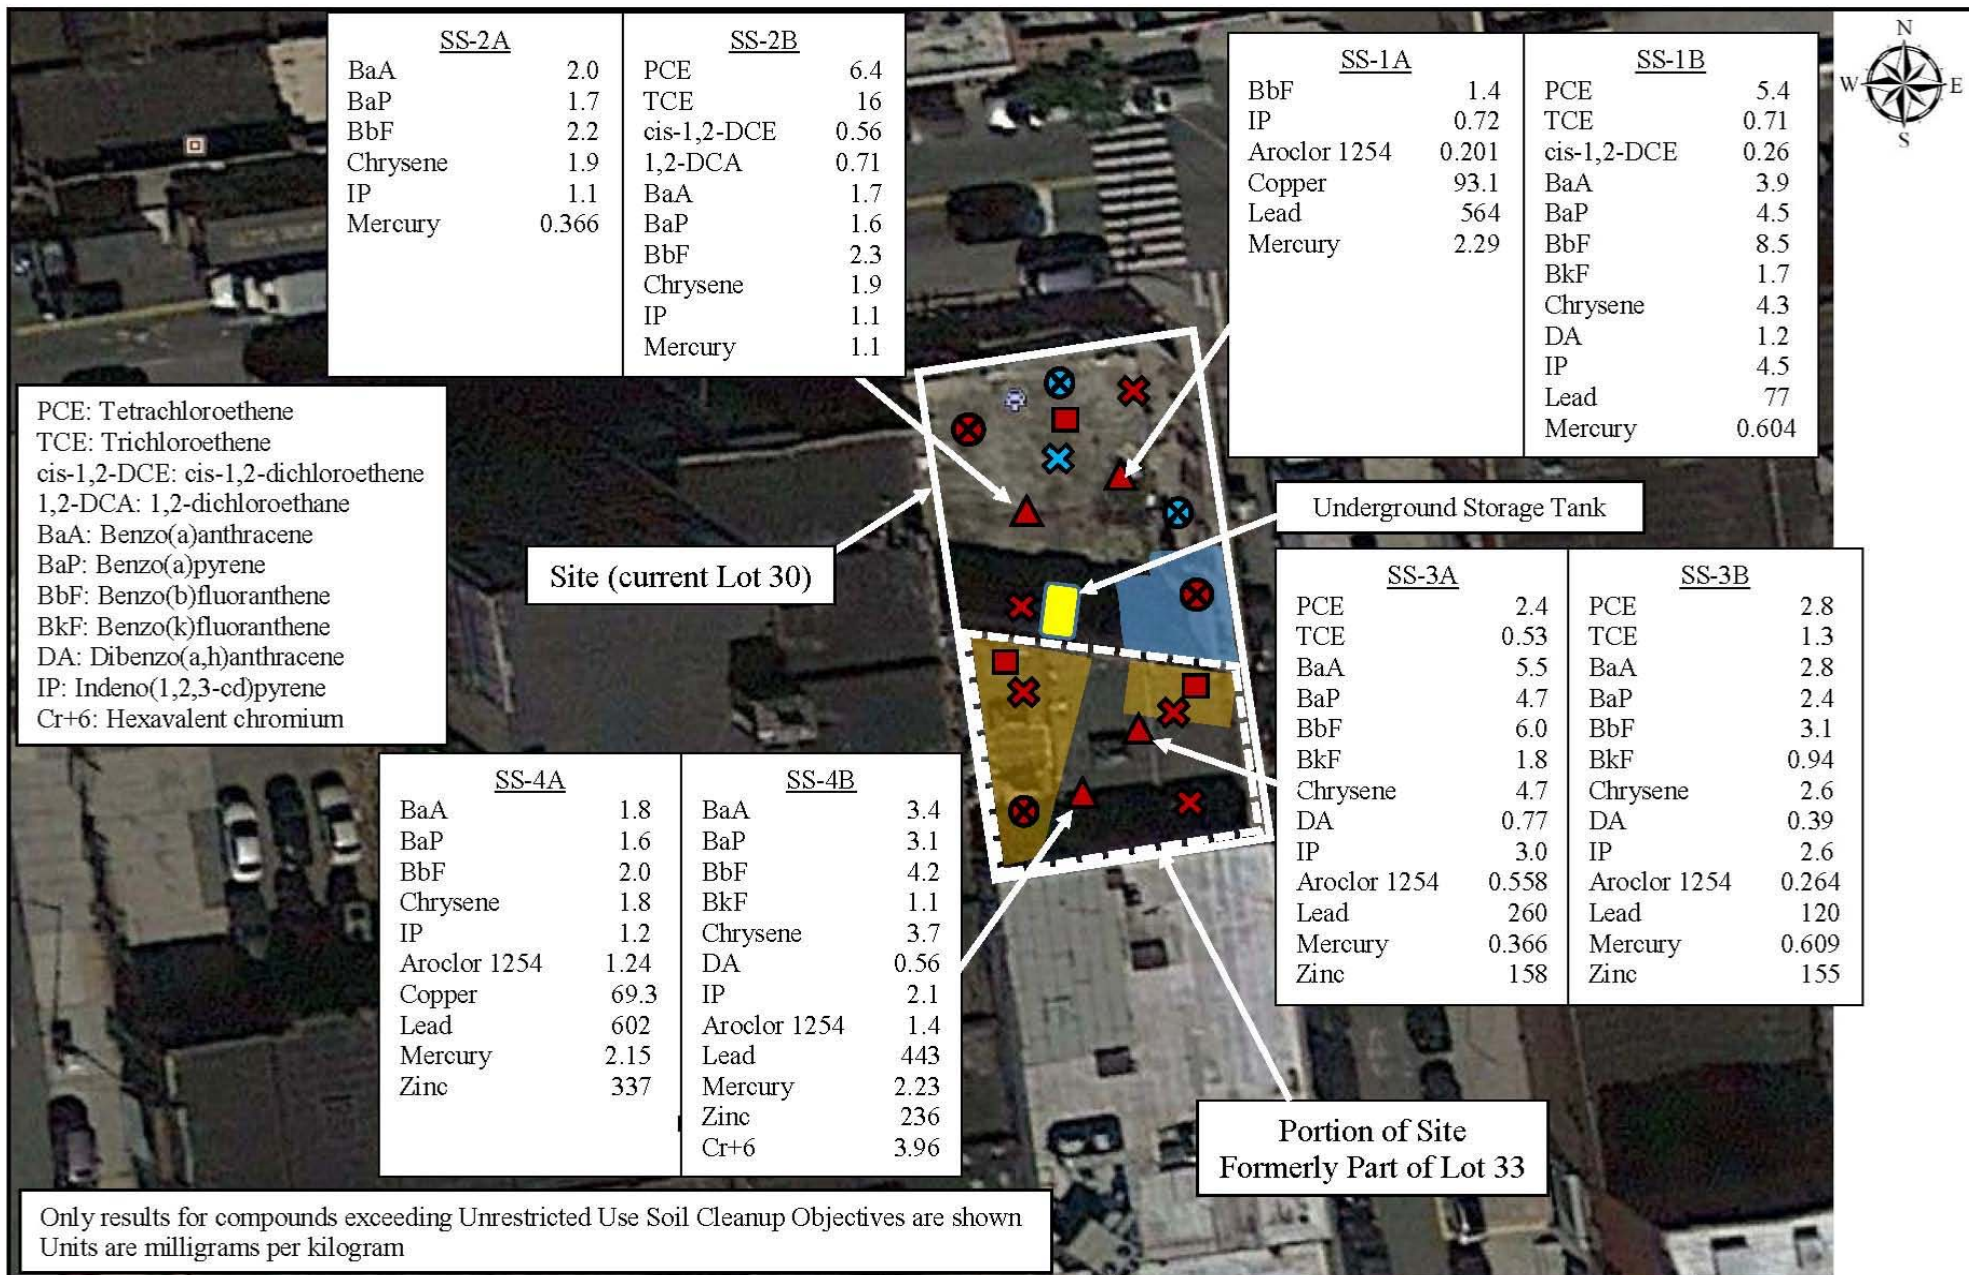 SS-2A
BaA 2.0
BaP 1.7
BbF 2.2
Chrysene 1.9
IP 1.1
Mercury 0.366
SS-2B
PCE 6.4
TCE 16
cis-1,2-DCE 0.56
1,2-DCA 0.71
BaA 1.7
BaP 1.6
BbF 2.3
Chrysene 1.9
IP 1.1
Mercury 1.1
SS-1A
BbF 1.4
IP 0.72
Aroclor 1254 0.201
Copper 93.1
Lead 564
Mercury 2.29
SS-1B
PCE 5.4
TCE 0.71
cis-1,2-DCE 0.26
BaA 3.9
BaP 4.5
BbF 8.5
BkF 1.7
Chrysene 4.3
DA 1.2
IP 4.5
Lead 77
Mercury 0.604
N
W E
S
PCE: Tetrachloroethene
TCE: Trichloroethene
cis-1,2-DCE: cis-1,2-dichloroethene
1,2-DCA: 1,2-dichloroethane
BaA: Benzo(a)anthracene
BaP: Benzo(a)pyrene
BbF: Benzo(b)fluoranthene
BkF: Benzo(k)fluoranthene
DA: Dibenzo(a,h)anthracene
IP: Indeno(1,2,3-cd)pyrene
Cr+6: Hexavalent chromium
Site (current Lot 30)
Underground Storage Tank
SS-3A
PCE 2.4
TCE 0.53
BaA 5.5
BaP 4.7
BbF 6.0
BkF 1.8
Chrysene 4.7
DA 0.77
IP 3.0
Aroclor 1254 0.558
Lead 260
Mercury 0.366
Zinc 158
SS-3B
PCE 2.8
TCE 1.3
BaA 2.8
BaP 2.4
BbF 3.1
BkF 0.94
Chrysene 2.6
DA 0.39
IP 2.6
Aroclor 1254 0.264
Lead 120
Mercury 0.609
Zinc 155
SS-4A
BaA 1.8
BaP 1.6
BbF 2.0
Chrysene 1.8
IP 1.2
Aroclor 1254 1.24
Copper 69.3
Lead 602
Mercury 2.15
Zinc 337
SS-4B
BaA 3.4
BaP 3.1
BbF 4.2
BkF 1.1
Chrysene 3.7
DA 0.56
IP 2.1
Aroclor 1254 1.4
Lead 443
Mercury 2.23
Zinc 236
Cr+6 3.96
Portion of Site
Formerly Part of Lot 33
Only results for compounds exceeding Unrestricted Use Soil Cleanup Objectives are shown
Units are milligrams per kilogram